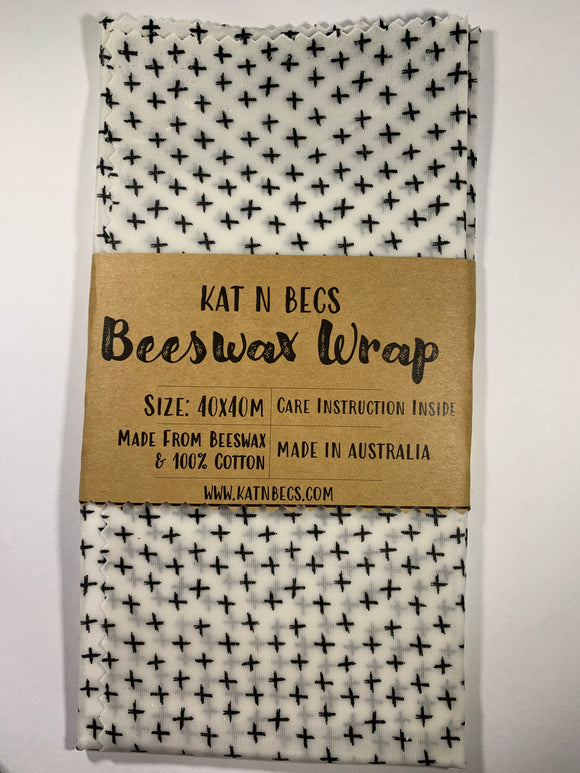 KAT N BECS
Beeswax Wrap
SIZE: 40X40M
CARE INSTRUCTION INSIDE
MADE FROM BEESWAX
& 100% COTTON
MADE IN AUSTRALIA
WWW.KATNBECS.COM